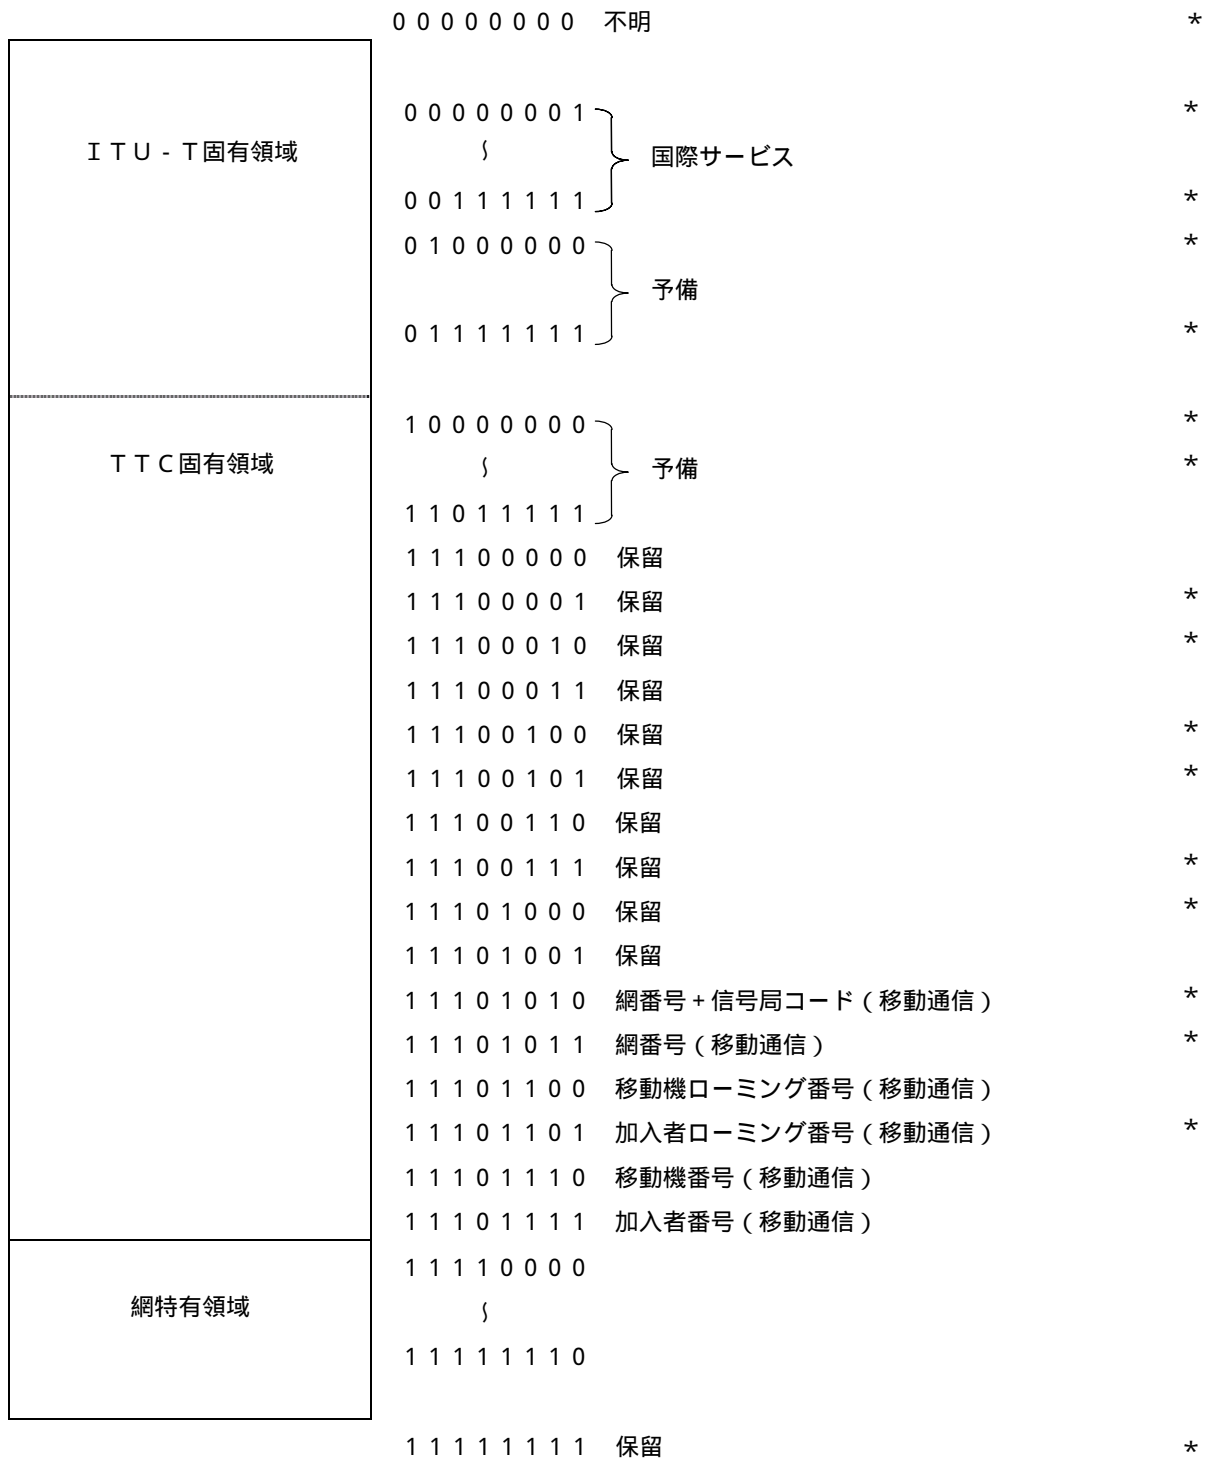 ００００００００ 不明 *
０００００００１ *
ＩＴＵ-Ｔ固有領域 ～ 国際サービス
００１１１１１１ *
０１００００００ *
予備
０１１１１１１１ *
１０００００００ *
ＴＴＣ固有領域 ～ 予備 *
１１０１１１１１
１１１０００００ 保留
１１１００００１ 保留 *
１１１０００１０ 保留 *
１１１０００１１ 保留
１１１００１００ 保留 *
１１１００１０１ 保留 *
１１１００１１０ 保留
１１１００１１１ 保留 *
１１１０１０００ 保留 *
１１１０１００１ 保留
１１１０１０１０ 網番号+信号局コード（移動通信） *
１１１０１０１１ 網番号（移動通信） *
１１１０１１００ 移動機ローミング番号（移動通信）
１１１０１１０１ 加入者ローミング番号（移動通信） *
１１１０１１１０ 移動機番号（移動通信）
１１１０１１１１ 加入者番号（移動通信）
１１１１００００
網特有領域 ～
１１１１１１１０
１１１１１１１１ 保留 *